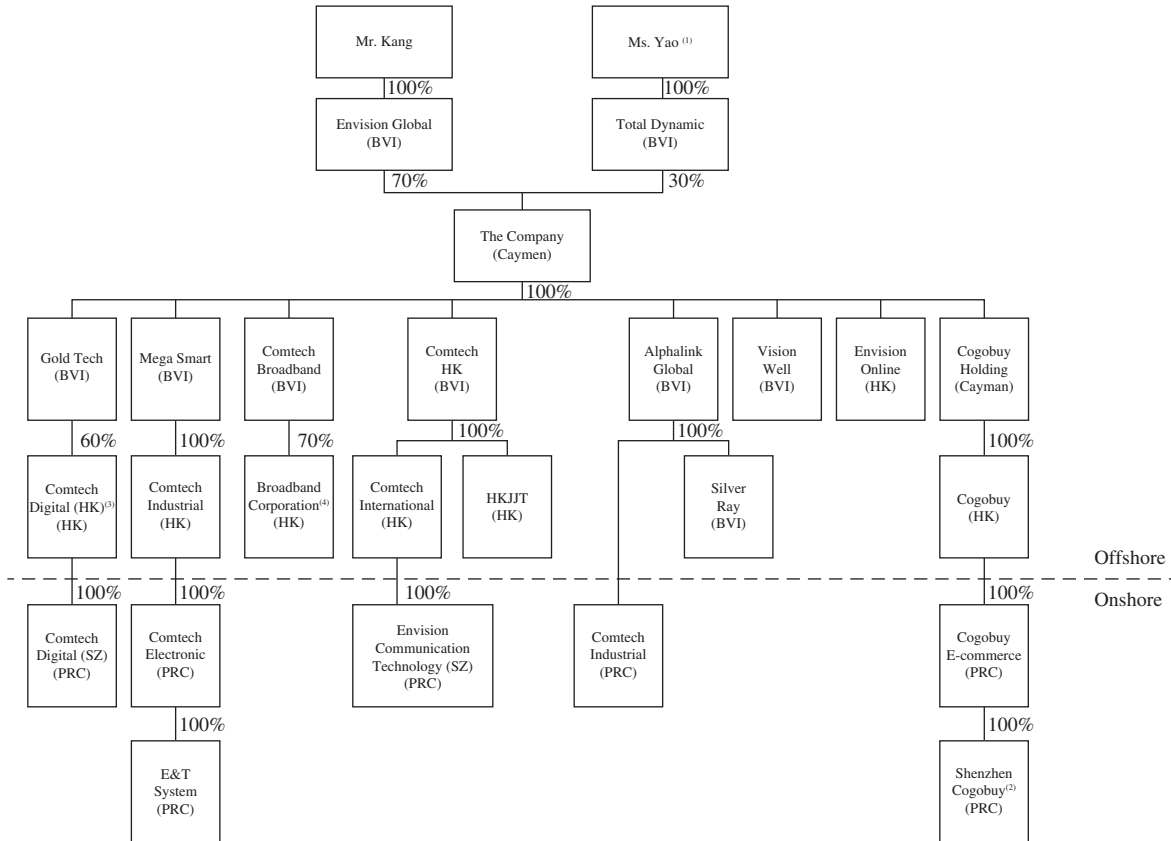 Mr. Kang
Ms. Yao (1)
100%
100%
Envision Global
(BVI)
Total Dynamic
(BVI)
70%
30%
The Company
(Caymen)
100%
Gold Tech
(BVI)
Mega Smart
(BVI)
Comtech
Broadband
(BVI)
Comtech
HK
(BVI)
Alphalink
Global
(BVI)
Vision
Well
(BVI)
Envision
Online
(HK)
Cogobuy
Holding
(Cayman)
60%
100%
70%
100%
100%
100%
Comtech
Digital (HK)(3)
(HK)
Comtech
Industrial
(HK)
Broadband
Corporation(4)
(HK)
Comtech
International
(HK)
HKJJT
(HK)
Silver
Ray
(BVI)
Cogobuy
(HK)
Offshore
Onshore
100%
100%
100%
100%
Comtech
Digital (SZ)
(PRC)
Comtech
Electronic
(PRC)
Envision
Communication
Technology (SZ)
(PRC)
Comtech
Industrial
(PRC)
Cogobuy
E-commerce
(PRC)
100%
100%
E&T
System
(PRC)
Shenzhen
Cogobuy(2)
(PRC)